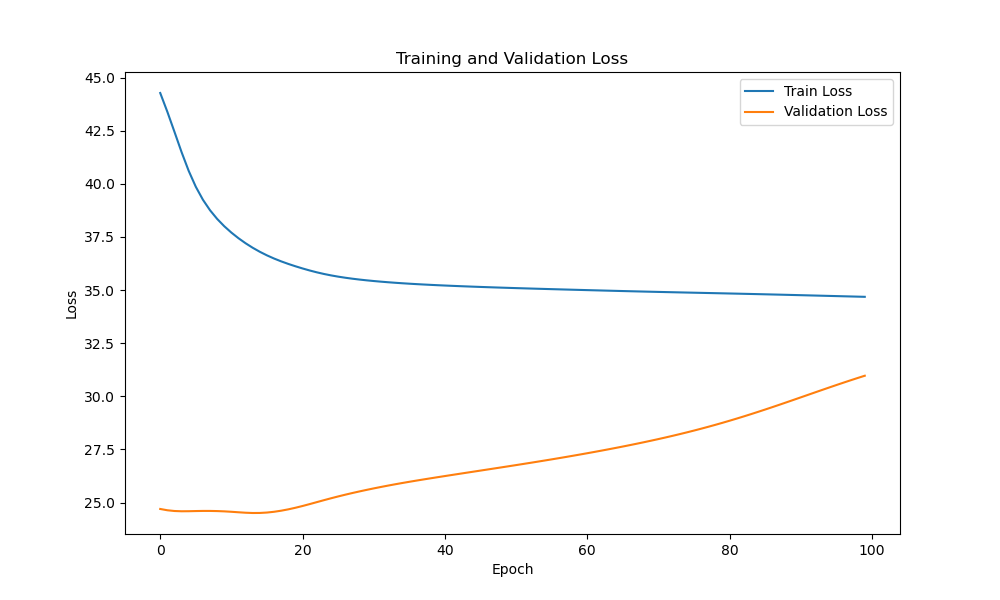 Training and Validation Loss
Train Loss
Validation Loss
45.0
42.5
40.0
37.5
35.0
32.5
30.0
27.5
25.0
Loss
0 20 40 60 80 100
Epoch